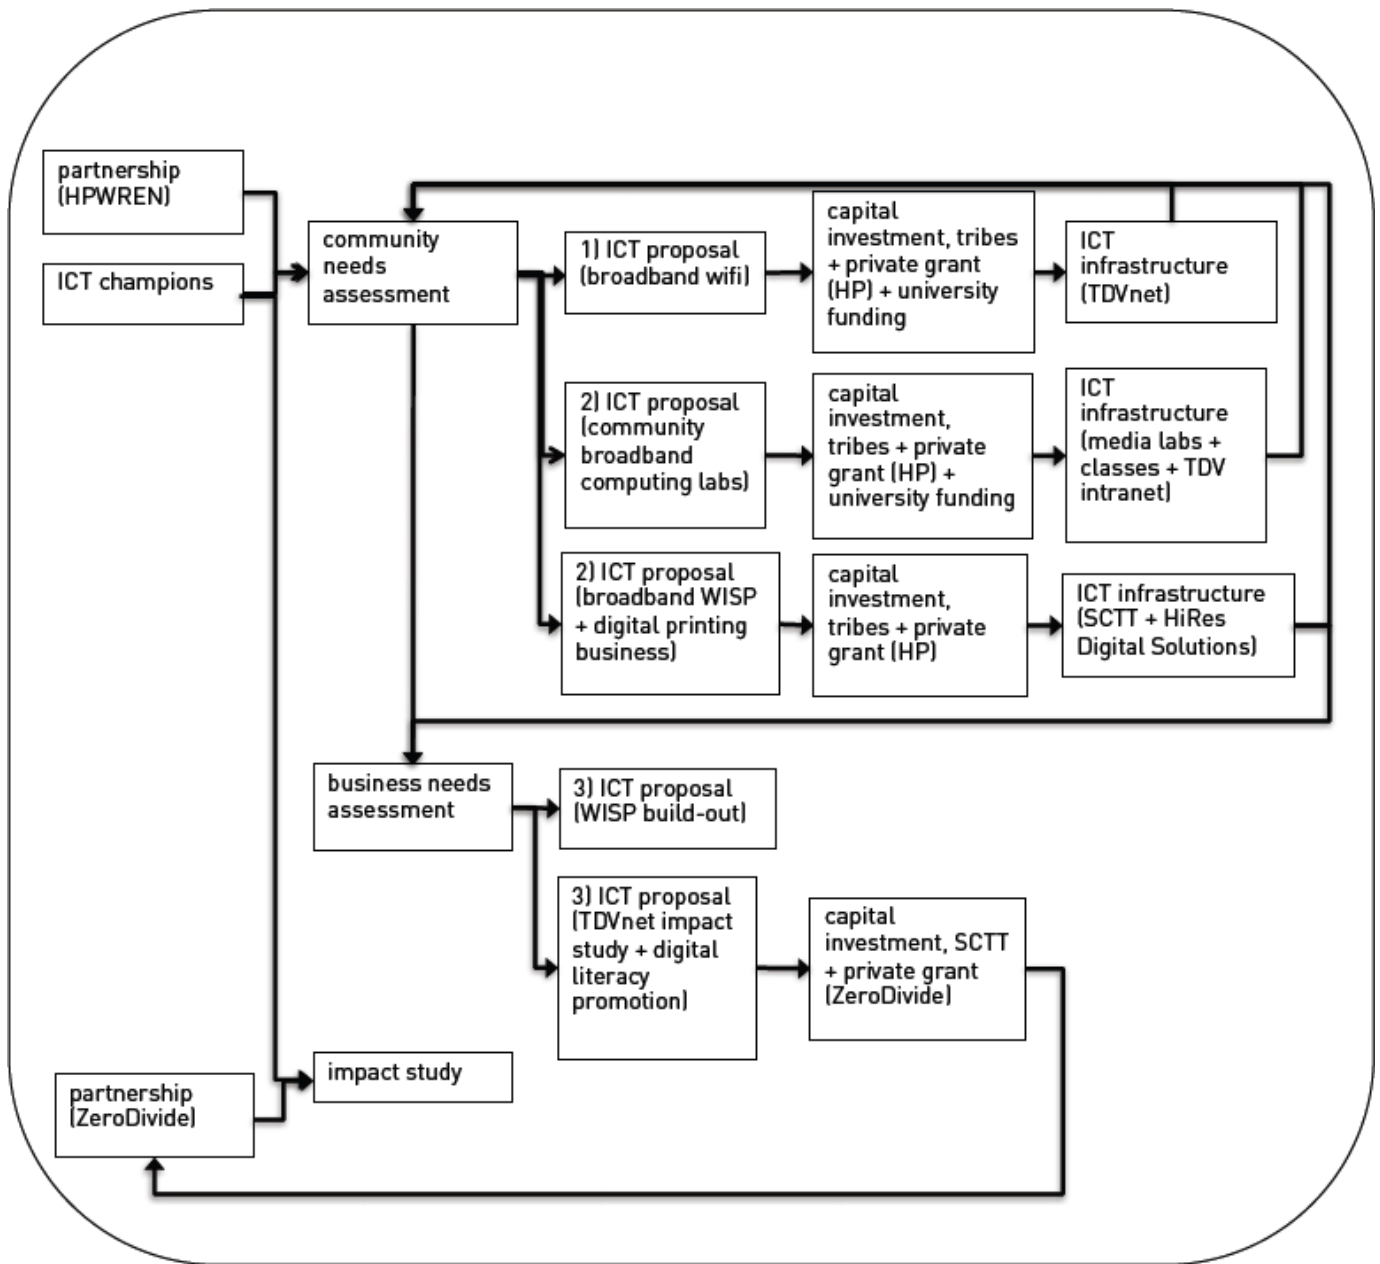 partnership
(HPWREN)
ICT champions
community
needs
assessment
1) ICT proposal
(broadband wifi)
capital
investment, tribes
+ private grant
(HP) + university
funding
ICT
infrastructure
(TDVnet)
2) ICT proposal
(community
broadband
computing labs)
capital
investment,
tribes + private
grant (HP) +
university funding
ICT
infrastructure
(media labs +
classes + TDV
intranet)
2) ICT proposal
(broadband WISP
+ digital printing
business)
capital
investment,
tribes + private
grant (HP)
ICT infrastructure
(SCTT + HiRes
Digital Solutions)
business needs
assessment
3) ICT proposal
(WISP build-out)
3) ICT proposal
(TDVnet impact
study + digital
literacy
promotion)
capital
investment, SCTT
+ private grant
(ZeroDivide)
impact study
partnership
(ZeroDivide)